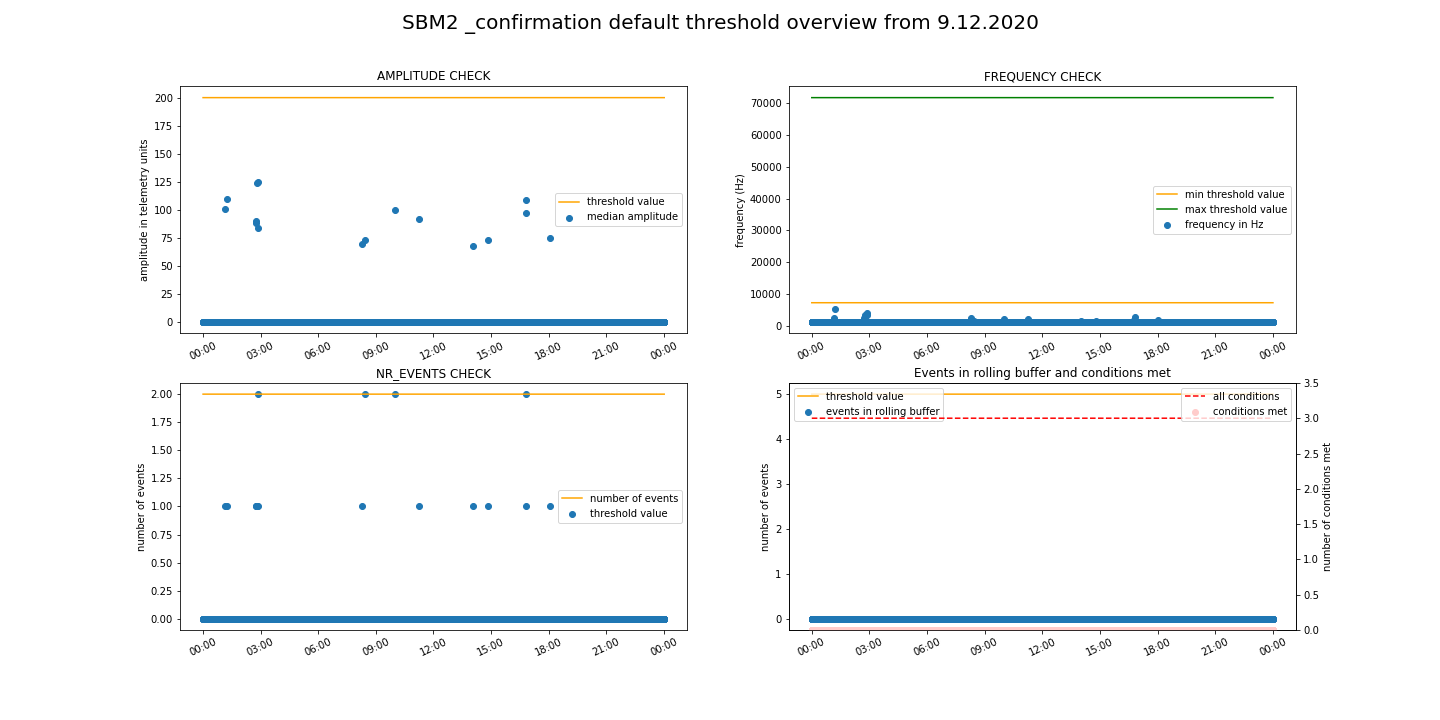 SBM2 _confirmation default threshold overview from 9.12.2020
AMPLITUDE CHECK
amplitude in telemetry units
200
175
150
125
100
75
50
25
0
threshold value
median amplitude
00:00 03:00 06:00 09:00 12:00 15:00 18:00 21:00 00:00
FREQUENCY CHECK
frequency (Hz)
70000
60000
50000
40000
30000
20000
10000
0
min threshold value
max threshold value
frequency in Hz
00:00 03:00 06:00 09:00 12:00 15:00 18:00 21:00 00:00
NR_EVENTS CHECK
number of events
2.00
1.75
1.50
1.25
1.00
0.75
0.50
0.25
0.00
number of events
threshold value
00:00 03:00 06:00 09:00 12:00 15:00 18:00 21:00 00:00
Events in rolling buffer and conditions met
number of events
5
4
3
2
1
0
threshold value
events in rolling buffer
all conditions
conditions met
3.5
3.0
2.5
2.0
1.5
1.0
0.5
0.0
number of conditions met
00:00 03:00 06:00 09:00 12:00 15:00 18:00 21:00 00:00